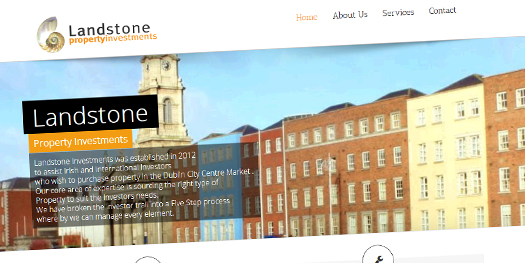 Landstone
propertyinvestments
Home About Us Services Contact
Landstone
Property Investments
Landstone Investments was established in 2012
to assist Irish and International Investors
who wish to purchase property in the Dublin City Centre Market .
Our core area of expertise is sourcing the right type of
Property to suit the Investors needs.
We have broken the investor trail into a Five Step process
where by we can manage every element.